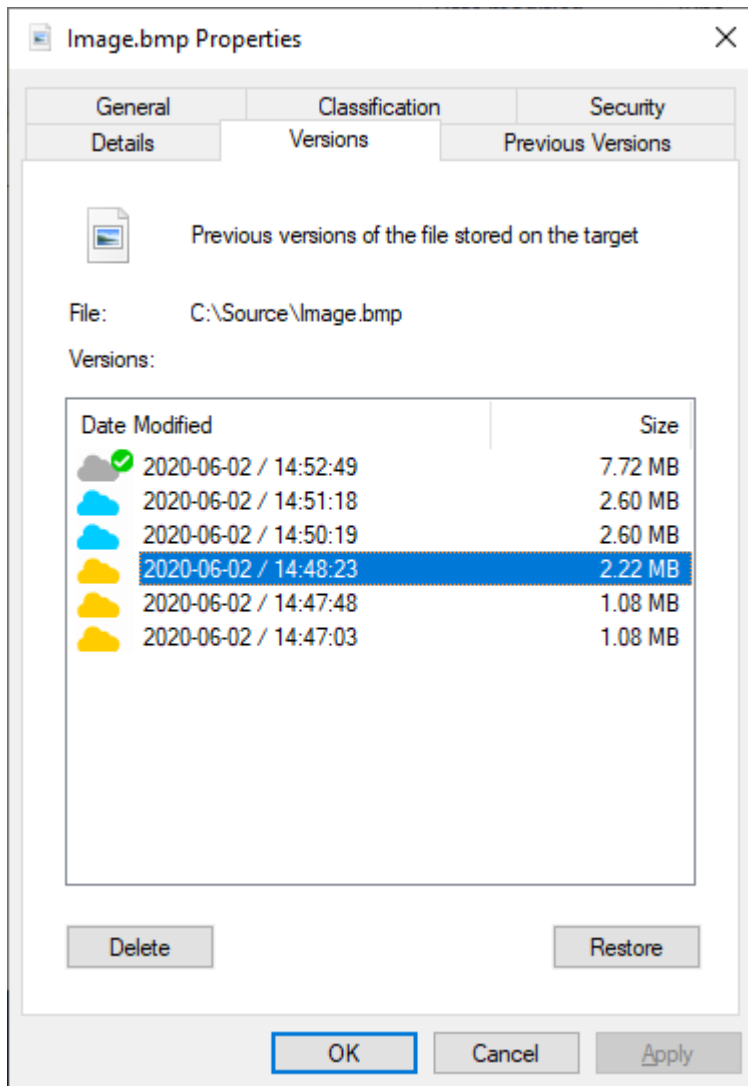 Image.bmp Properties
General Classification Security
Details Versions Previous Versions
Previous versions of the file stored on the target
File: C:\Source\Image.bmp
Versions:
Date Modified Size
2020-06-02 / 14:52:49 7.72 MB
2020-06-02 / 14:51:18 2.60 MB
2020-06-02 / 14:50:19 2.60 MB
2020-06-02 / 14:48:23 2.22 MB
2020-06-02 / 14:47:48 1.08 MB
2020-06-02 / 14:47:03 1.08 MB
Delete Restore
OK Cancel Apply